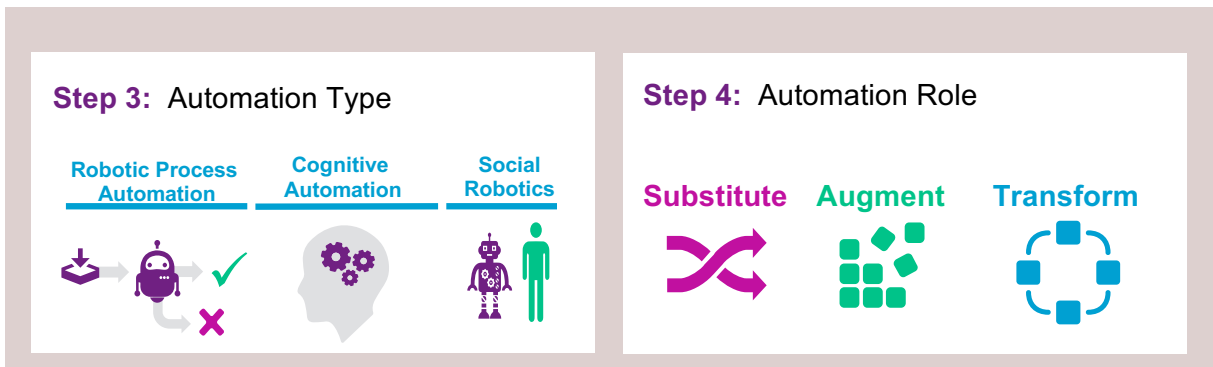 Step 3: Automation Type
Robotic Process
Automation
Cognitive
Automation
Social
Robotics
Step 4: Automation Role
Substitute
Augment
Transform